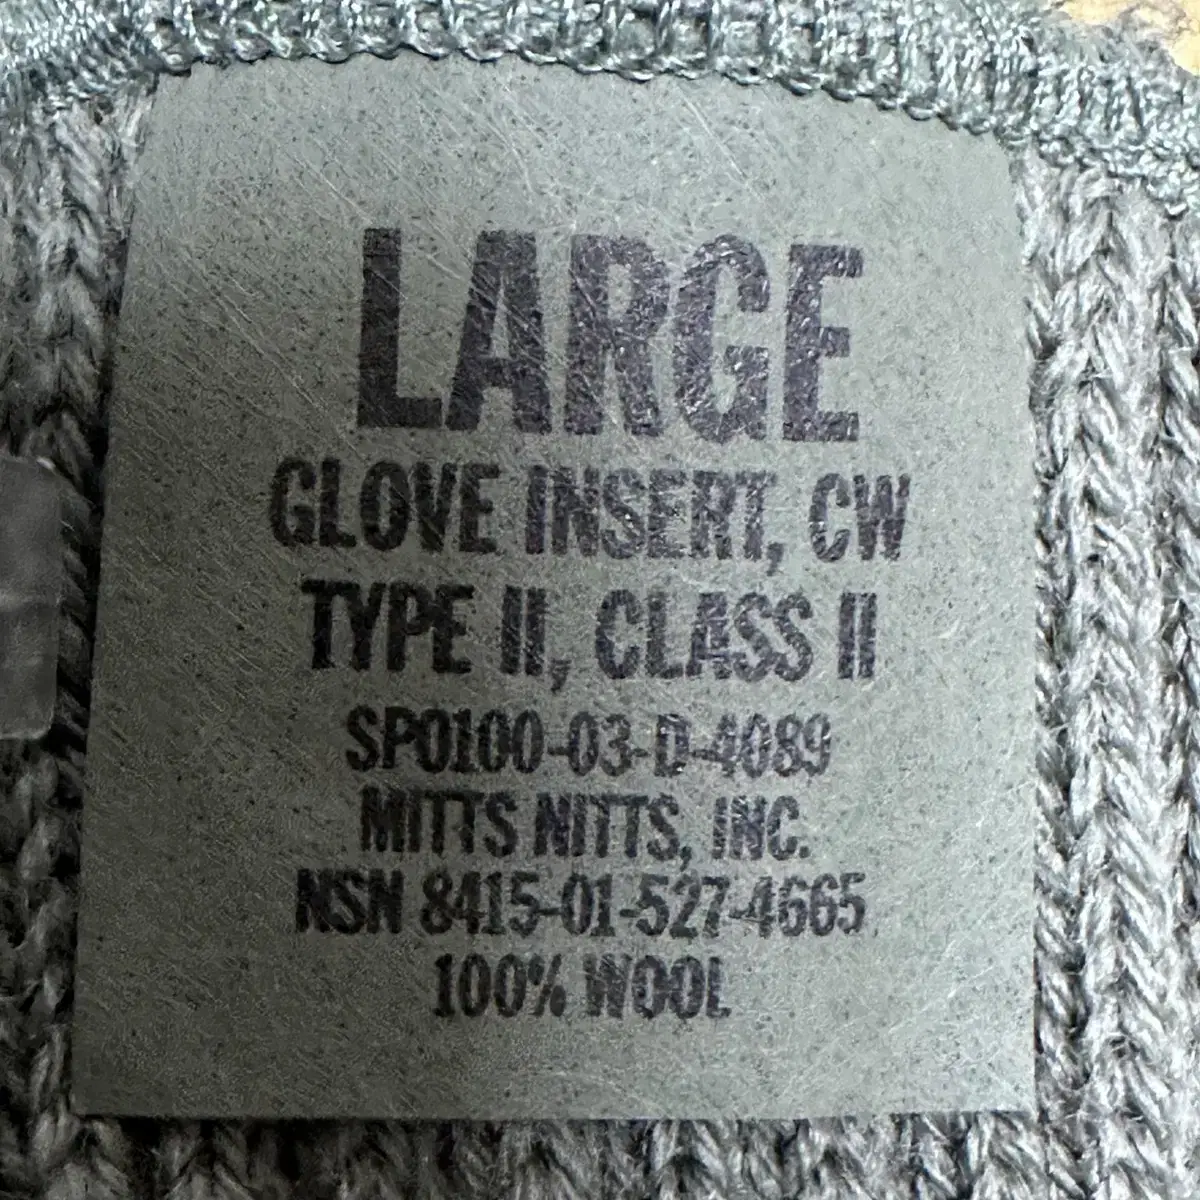 LARGE
GLOVE INSERT, CW
TYPE II, CLASS II
SPO100-03-D-4089
MITTS NITTS, INC.
NSN 8415-01-527-4665
100% WOOL